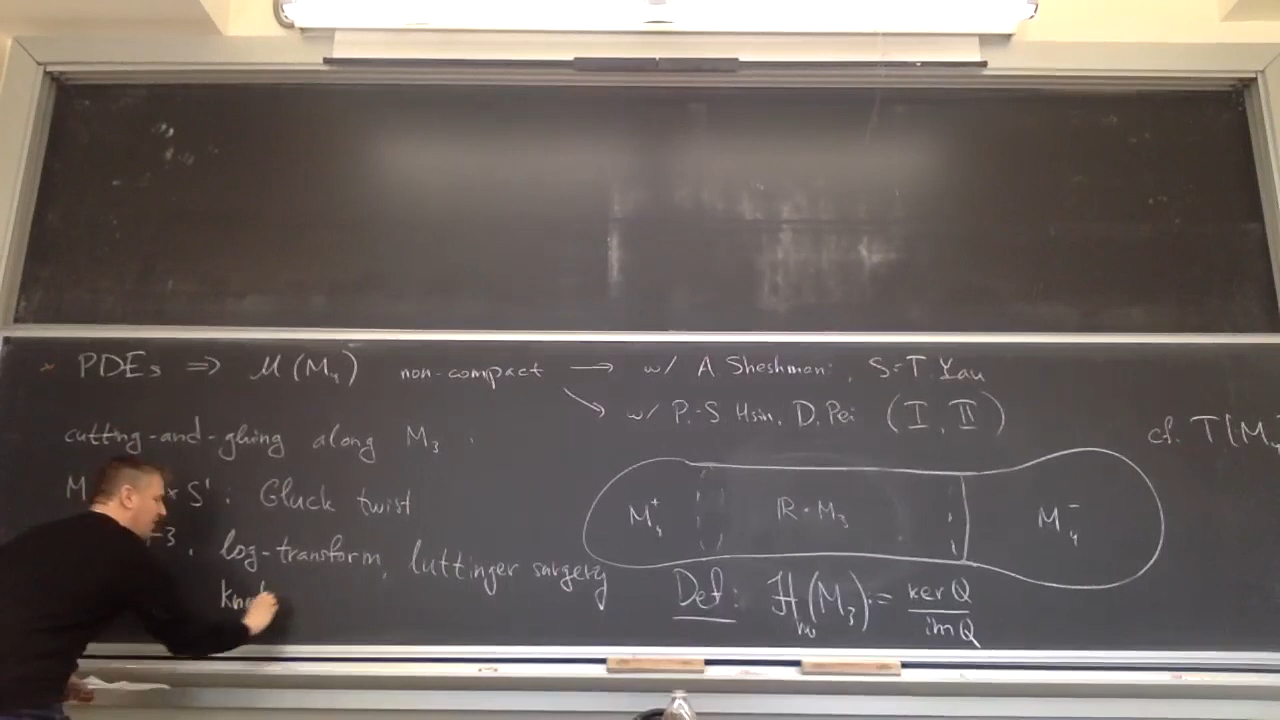 × PDEs ⇒ M(M₄) non-compact → w/ A Sheshmani, S-T. Yau
↘ w/ P.-S. Hsin, D. Pei (I, II)
cutting-and-gluing along M₃
cf. T[M₄
M × S¹ : Gluck twist
M₄⁺ ℝ × M₃ M₄⁻
³ : log-transform, luttinger surgery
Def: ℋ (M₃) := ker Q / im Q